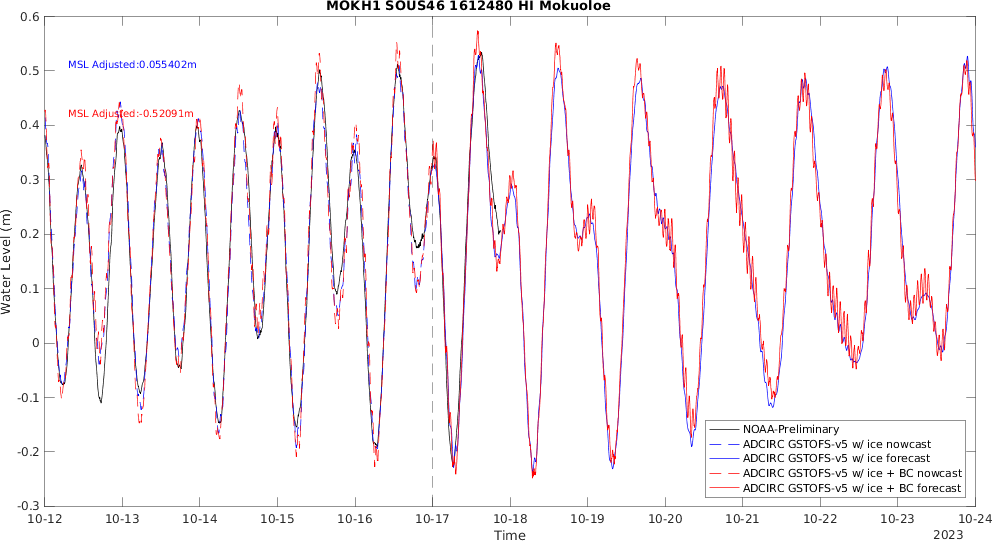 MOKH1 SOUS46 1612480 HI Mokuoloe
0.6
0.5
0.4
0.3
0.2
0.1
0
-0.1
-0.2
-0.3
Water Level (m)
MSL Adjusted:0.055402m
MSL Adjusted:-0.52091m
NOAA-Preliminary
ADCIRC GSTOFS-v5 w/ ice nowcast
ADCIRC GSTOFS-v5 w/ ice forecast
ADCIRC GSTOFS-v5 w/ ice + BC nowcast
ADCIRC GSTOFS-v5 w/ ice + BC forecast
10-12 10-13 10-14 10-15 10-16 10-17 10-18 10-19 10-20 10-21 10-22 10-23 10-24
Time
2023